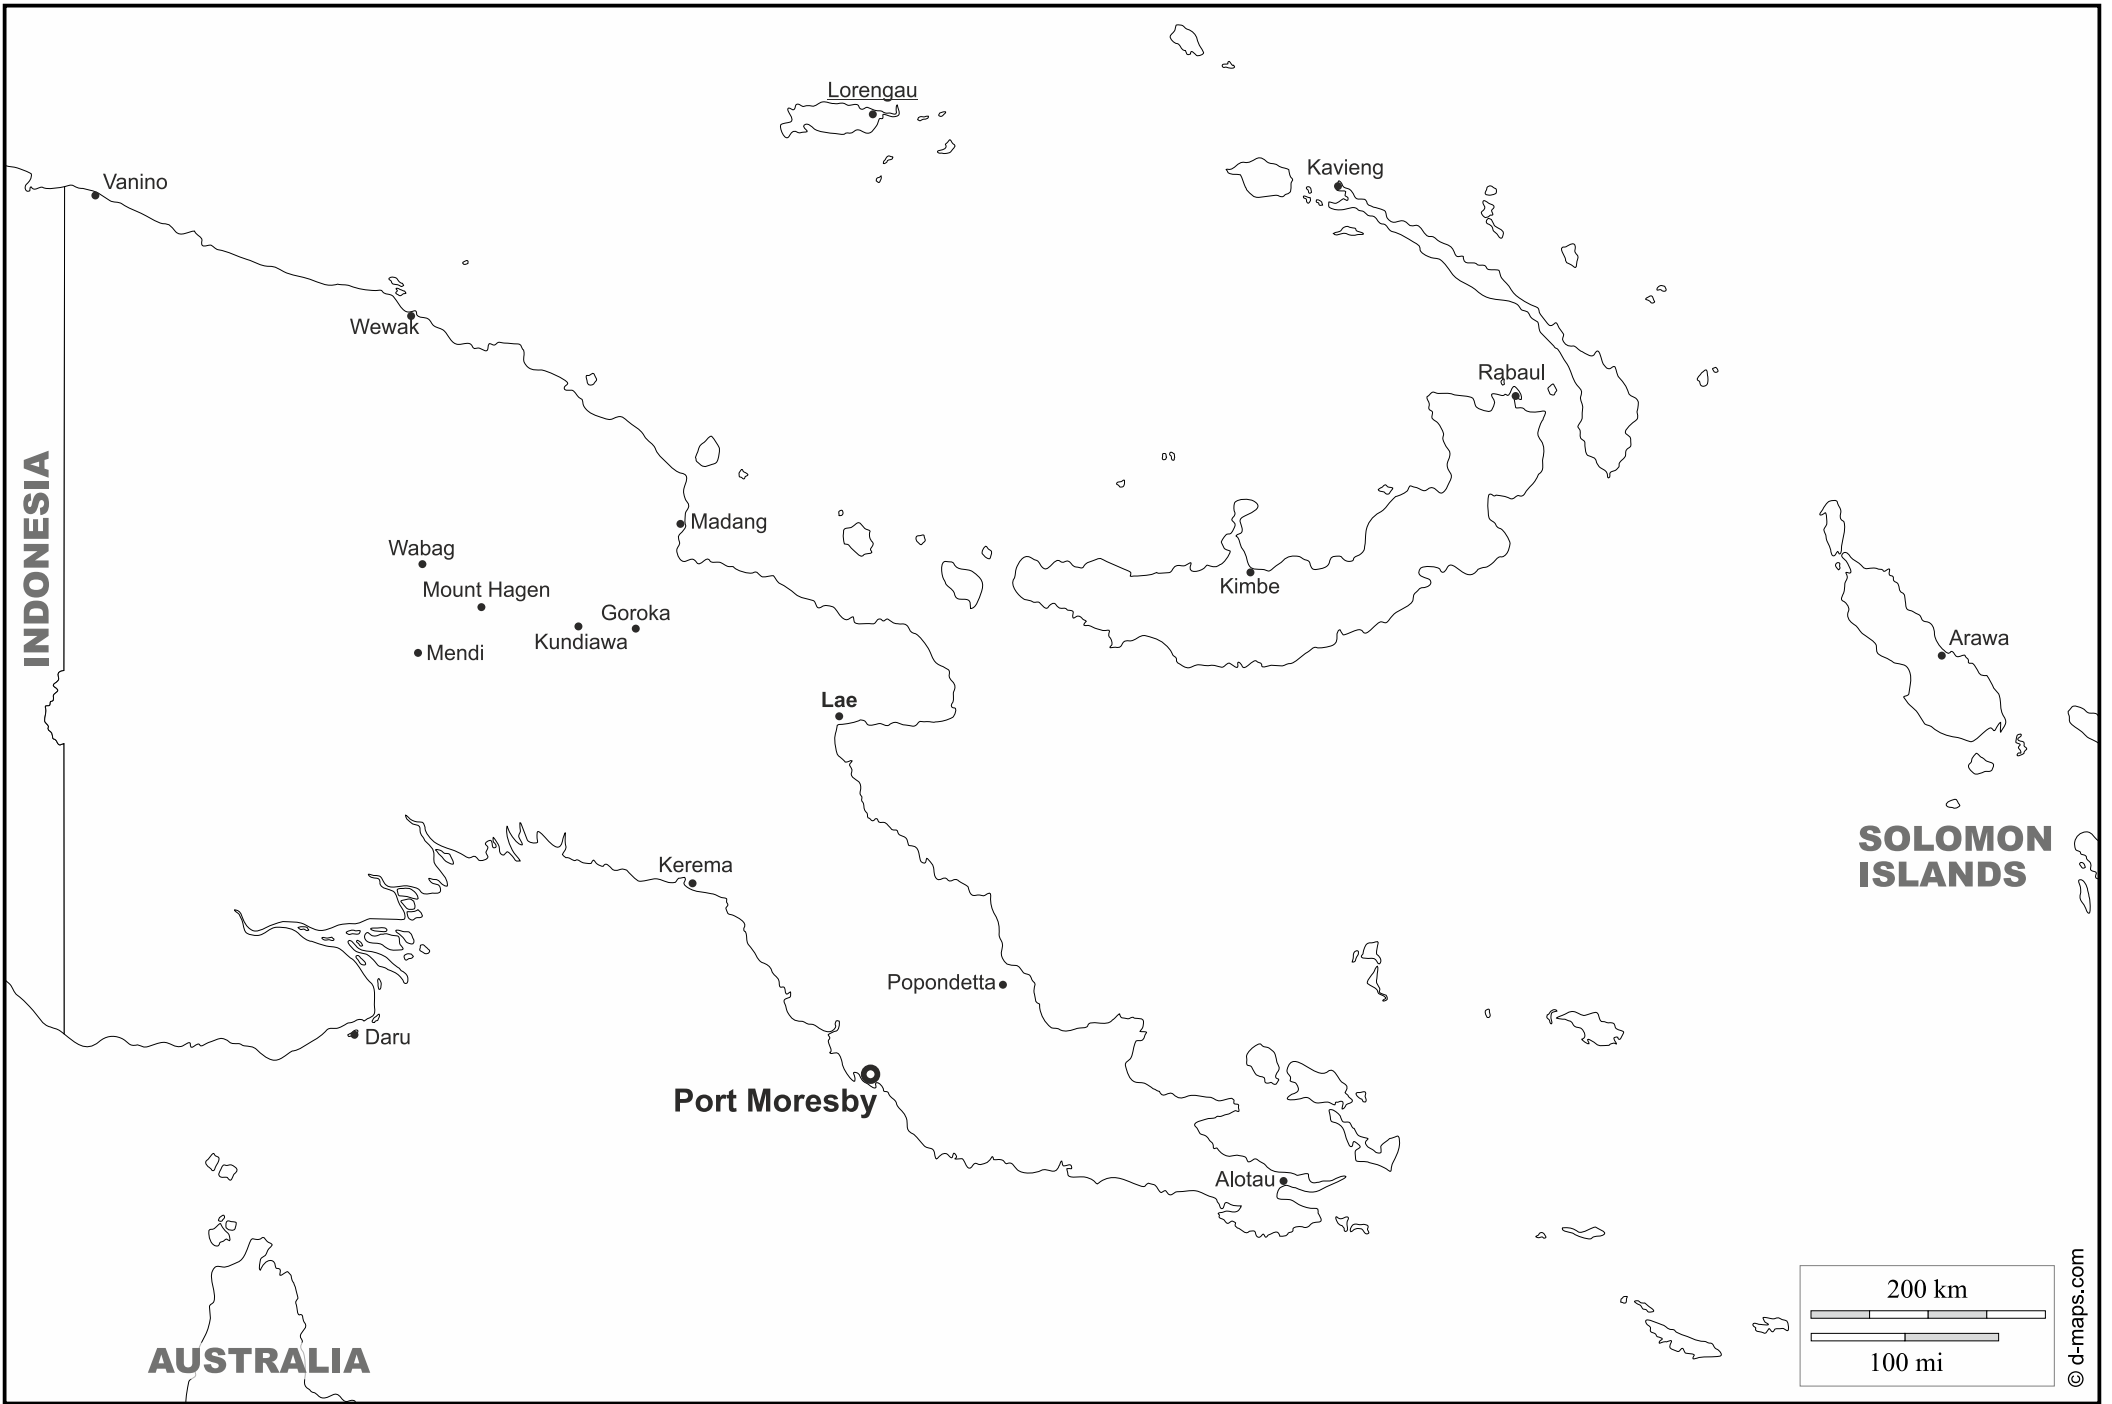 Lorengau
Kavieng
Vanino
Wewak
Rabaul
INDONESIA
Madang
Wabag
Mount Hagen
Kimbe
Goroka
Kundiawa
Mendi
Arawa
Lae
SOLOMON
ISLANDS
Kerema
Popondetta
Daru
Port Moresby
Alotau
AUSTRALIA
200 km
100 mi
© d-maps.com